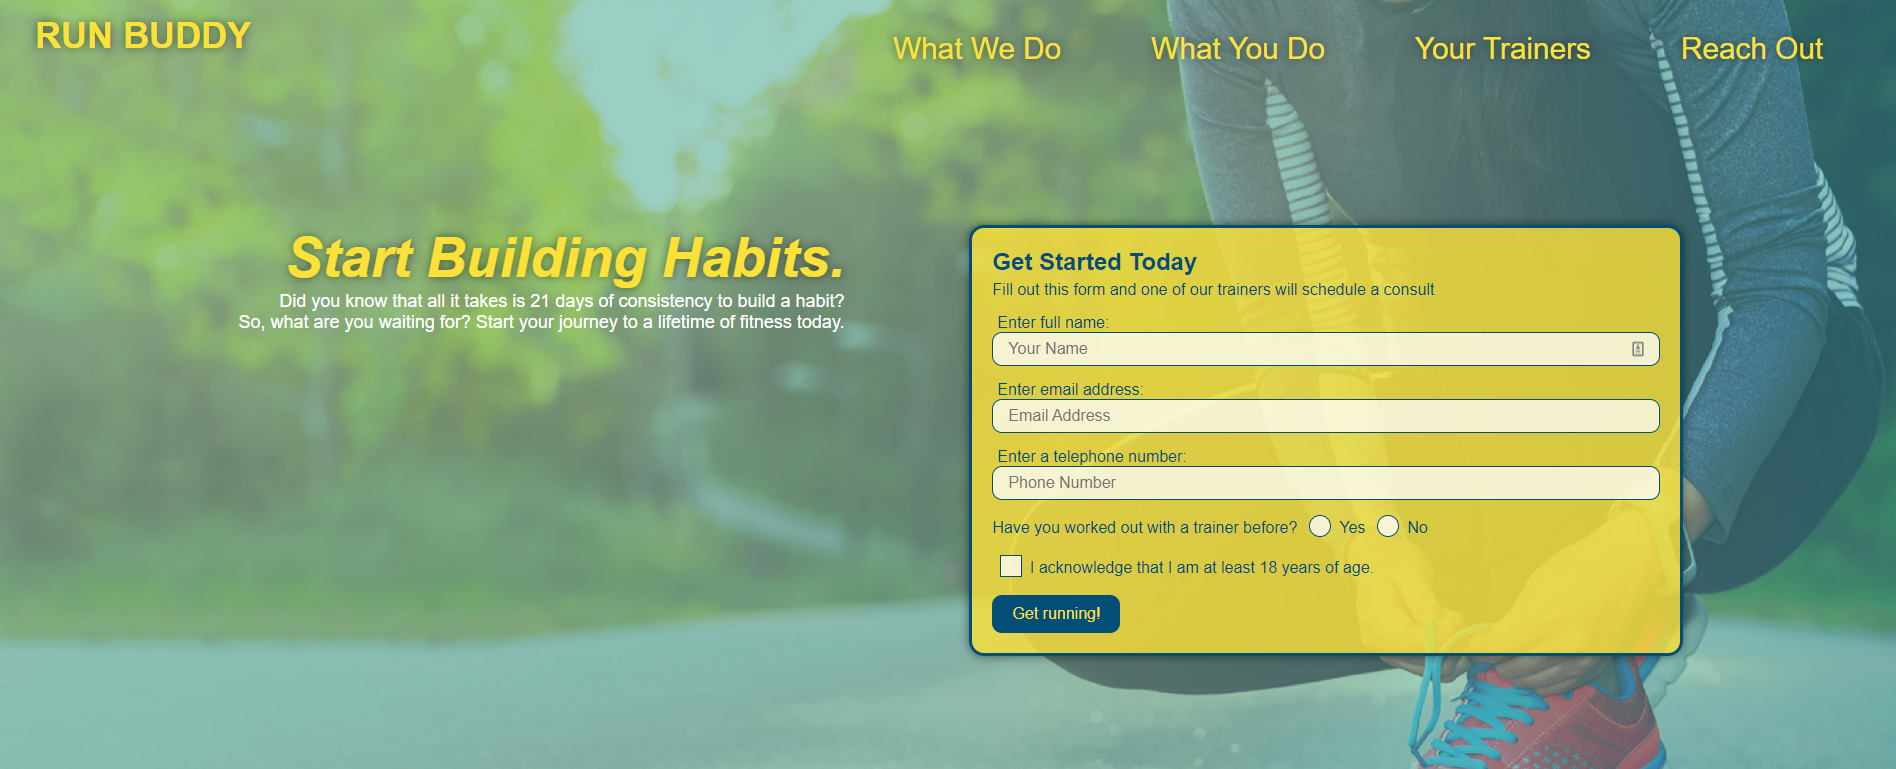 RUN BUDDY
What We Do
What You Do
Your Trainers
Reach Out
Start Building Habits.
Did you know that all it takes is 21 days of consistency to build a habit?
So, what are you waiting for? Start your journey to a lifetime of fitness today.
Get Started Today
Fill out this form and one of our trainers will schedule a consult
Enter full name:
Your Name
Enter email address:
Email Address
Enter a telephone number:
Phone Number
Have you worked out with a trainer before? Yes No
I acknowledge that I am at least 18 years of age.
Get running!